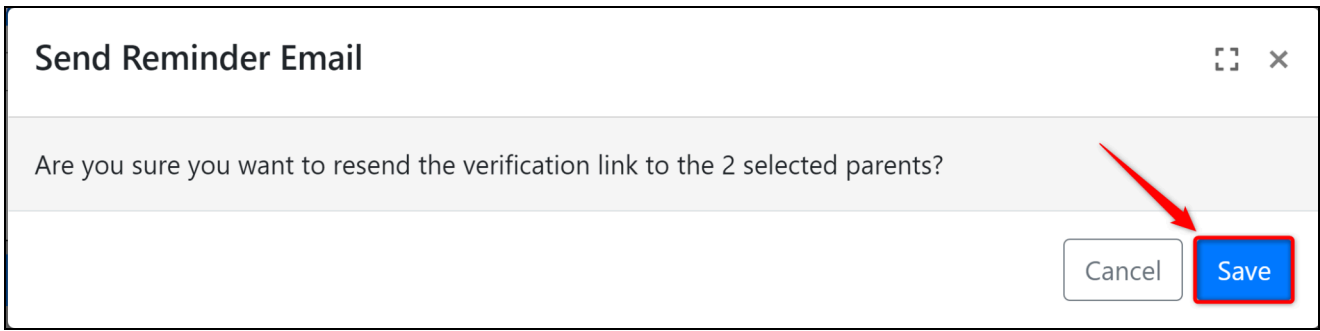 Send Reminder Email
Are you sure you want to resend the verification link to the 2 selected parents?
Cancel
Save